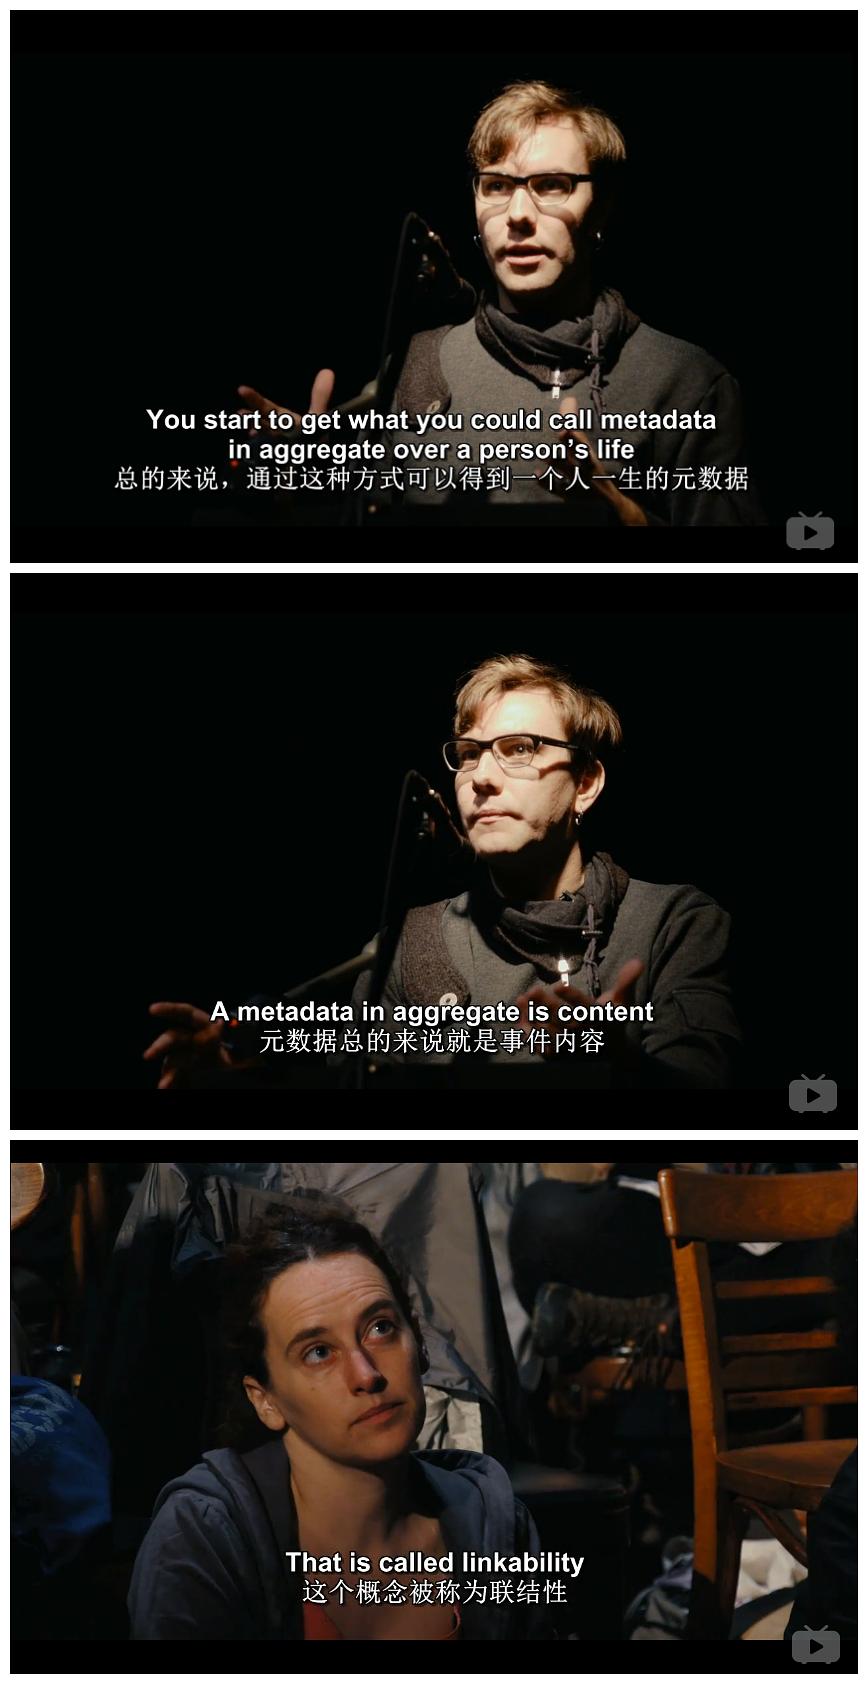 You start to get what you could call metadata
in aggregate over a person’s life
总的来说，通过这种方式可以得到一个人一生的元数据
A metadata in aggregate is content
元数据总的来说就是事件内容
That is called linkability
这个概念被称为联结性